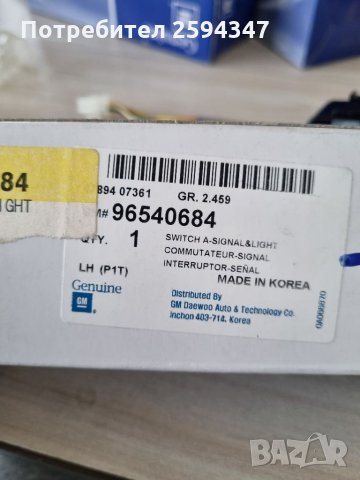 Потребител 2594347
84
IGHT
894 07361 GR. 2.459
M# 96540684
QTY. 1
SWITCH A-SIGNAL&LIGHT
COMMUTATEUR-SIGNAL
INTERRUPTOR-SEÑAL
LH (P1T)
MADE IN KOREA
Genuine
GM
Distributed By
GM Daewoo Auto & Technology Co.
Inchon 403-714, Korea
BAZAR